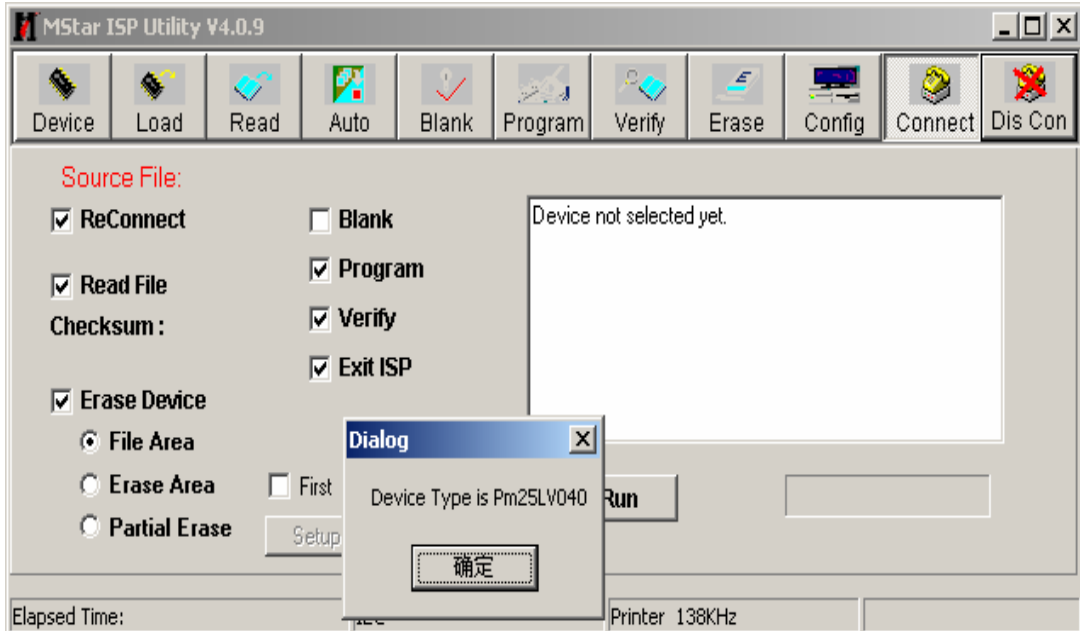 MStar ISP Utility V4.0.9
Device Load Read Auto Blank Program Verify Erase Config Connect Dis Con
Source File:
ReConnect
Read File
Checksum :
Erase Device
File Area
Erase Area
Partial Erase
First
Setup
Blank
Program
Verify
Exit ISP
Device not selected yet.
Run
Dialog
Device Type is Pm25LV040
确定
Elapsed Time:
Printer 138KHz